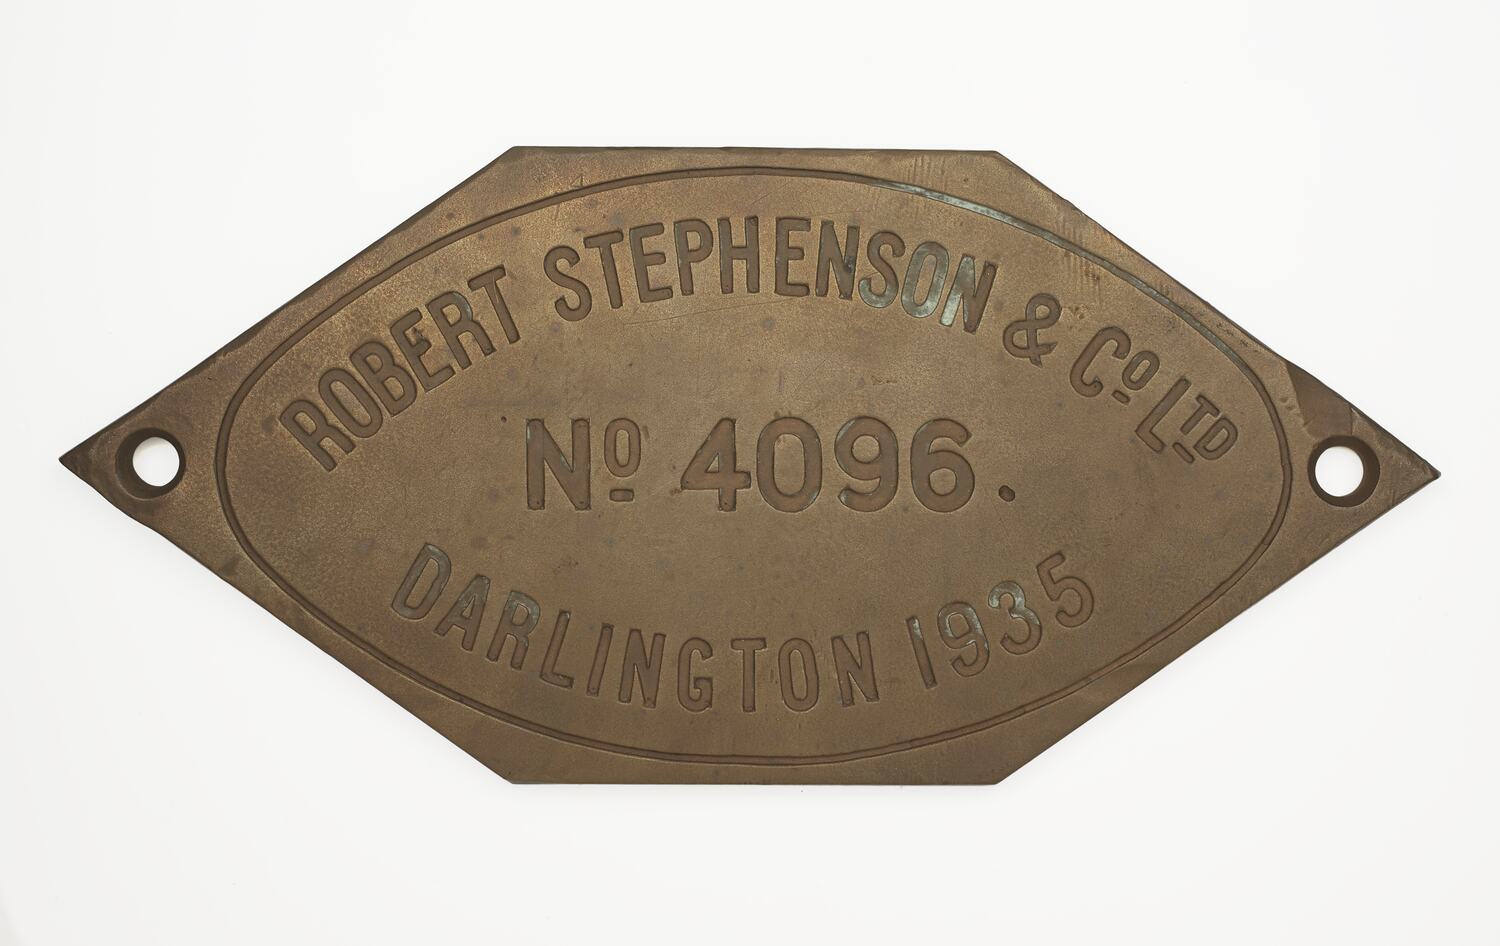 ROBERT STEPHENSON & Co LTD
No 4096.
DARLINGTON 1935